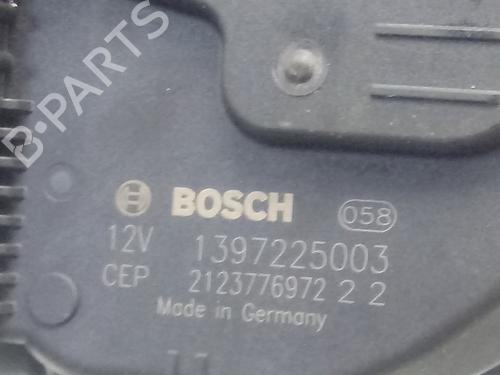 B-PARTS
BOSCH 058
12V 1397225003
CEP 2123776972 2 2
Made in Germany